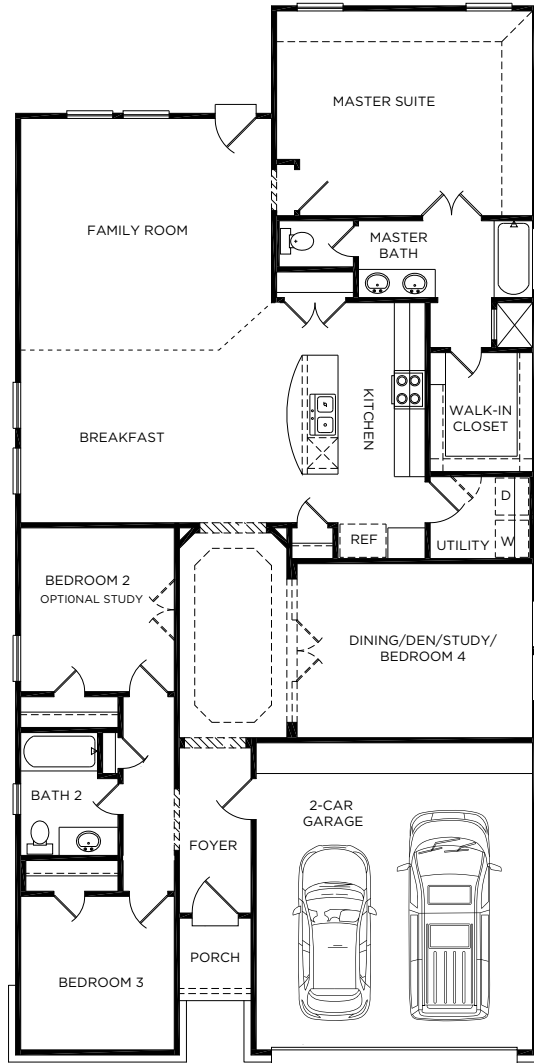 MASTER SUITE
FAMILY ROOM
MASTER
BATH
KITCHEN
WALK-IN
CLOSET
BREAKFAST
D
W
UTILITY
REF
BEDROOM 2
OPTIONAL STUDY
DINING/DEN/STUDY/
BEDROOM 4
BATH 2
2-CAR
GARAGE
FOYER
PORCH
BEDROOM 3